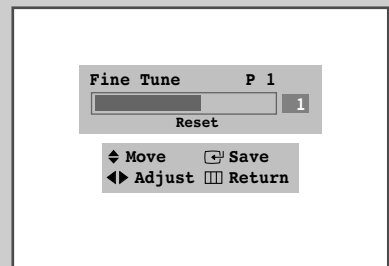 Fine Tune P 1
1
Reset
Move Save
Adjust Return